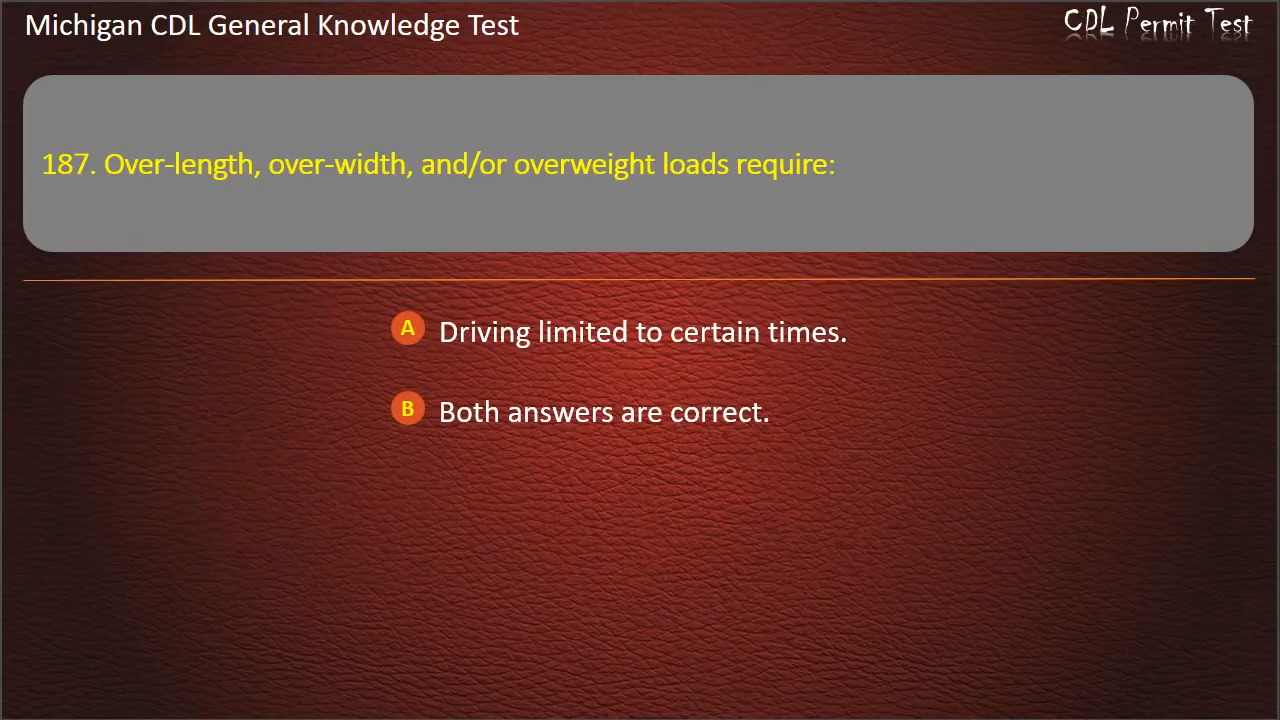 Michigan CDL General Knowledge Test
CDL Permit Test
187. Over-length, over-width, and/or overweight loads require:
A Driving limited to certain times.
B Both answers are correct.